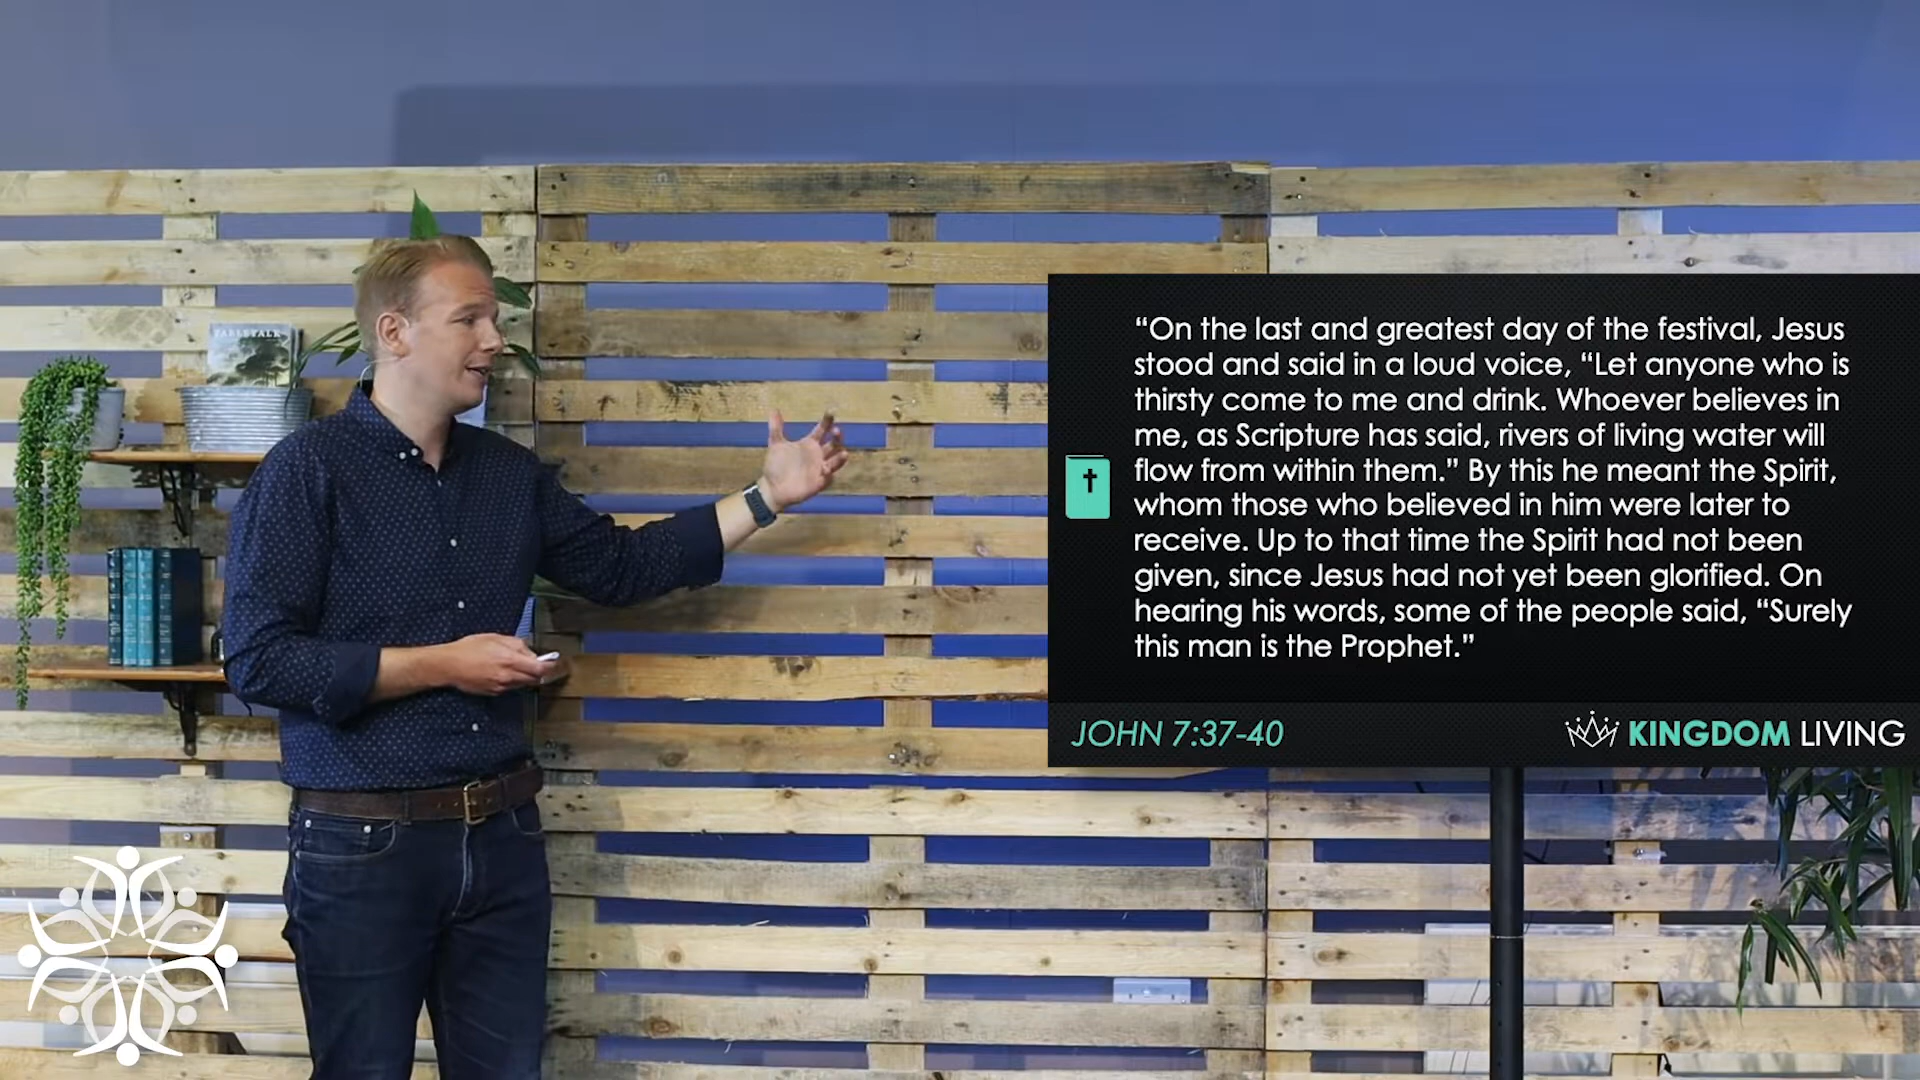 TABLETALK
“On the last and greatest day of the festival, Jesus
stood and said in a loud voice, “Let anyone who is
thirsty come to me and drink. Whoever believes in
me, as Scripture has said, rivers of living water will
flow from within them.” By this he meant the Spirit,
whom those who believed in him were later to
receive. Up to that time the Spirit had not been
given, since Jesus had not yet been glorified. On
hearing his words, some of the people said, “Surely
this man is the Prophet.”
JOHN 7:37-40
KINGDOM LIVING